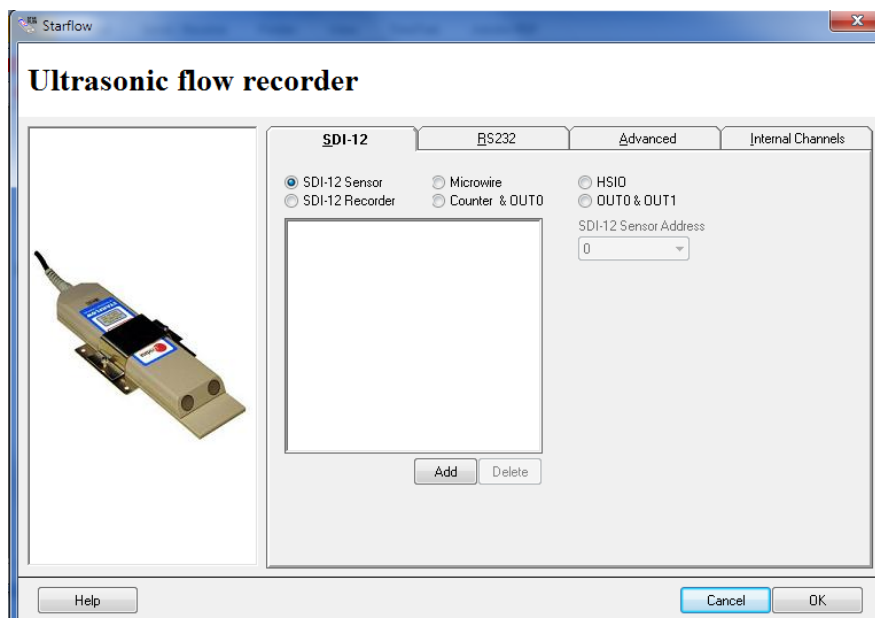 Starflow
Ultrasonic flow recorder
SDI-12
RS232
Advanced
Internal Channels
SDI-12 Sensor
Microwire
HSIO
SDI-12 Recorder
Counter & OUT0
OUT0 & OUT1
SDI-12 Sensor Address
0
Add
Delete
Help
Cancel
OK